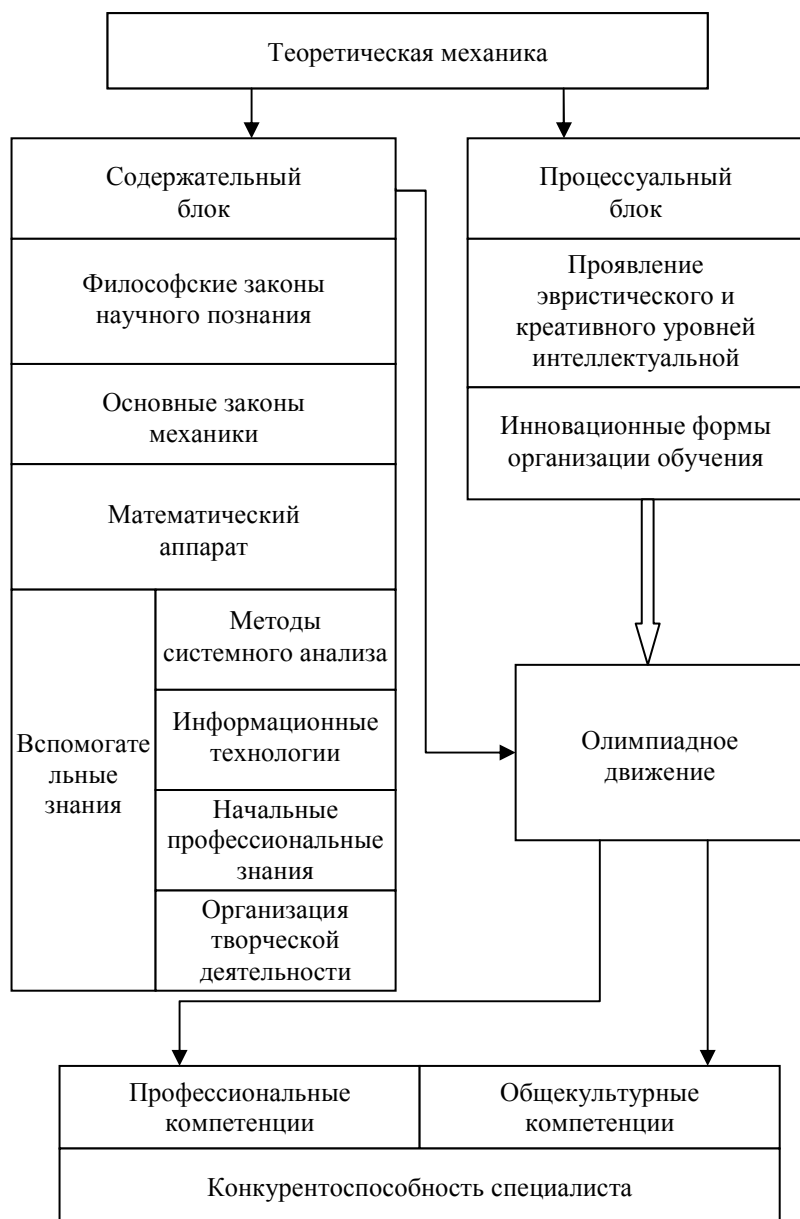 Теоретическая механика
Содержательный
блок
Философские законы
научного познания
Основные законы
механики
Математический
аппарат
Вспомогате
льные
знания
Методы
системного анализа
Информационные
технологии
Начальные
профессиональные
знания
Организация
творческой
деятельности
Процессуальный
блок
Проявление
эвристического и
креативного уровней
интеллектуальной
Инновационные формы
организации обучения
Олимпиадное
движение
Профессиональные
компетенции
Общекультурные
компетенции
Конкурентоспособность специалиста